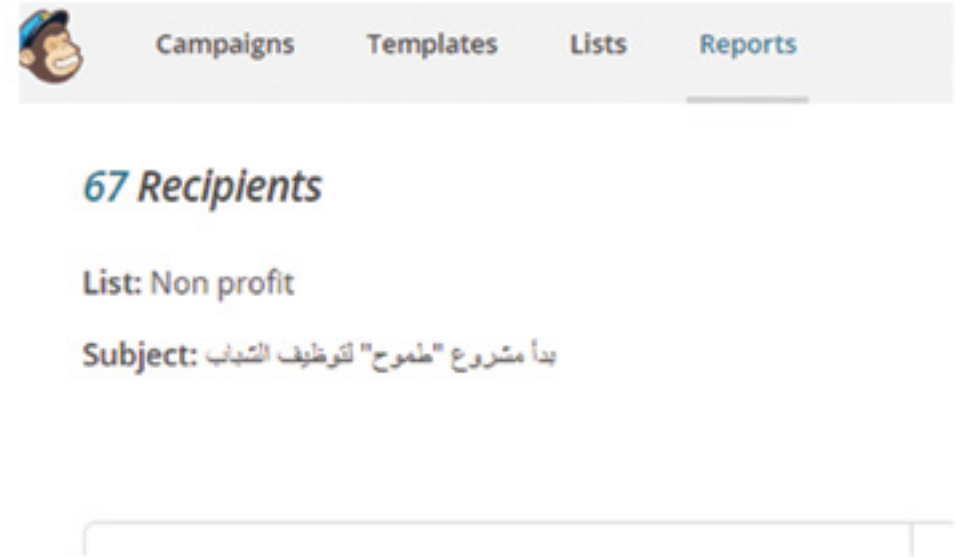 Campaigns Templates Lists Reports
67 Recipients
List: Non profit
Subject: بدأ مشروع "طموح" لتوظيف الشباب